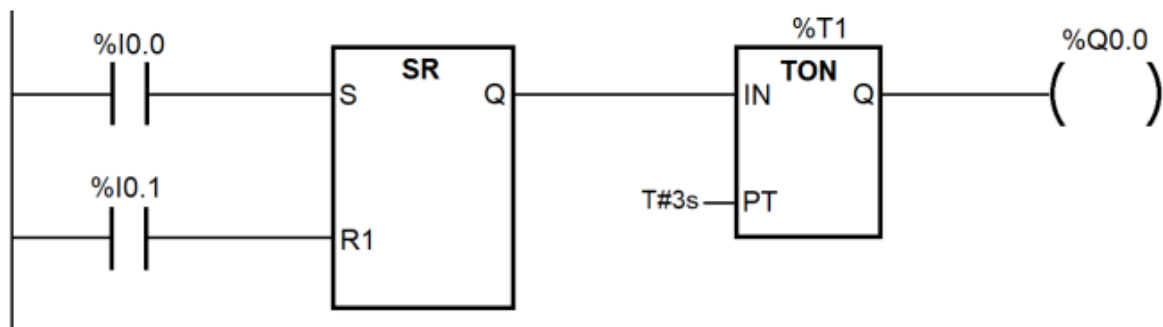 %I0.0
SR
S
Q
%T1
TON
IN
Q
%Q0.0
T#3s
PT
%I0.1
R1